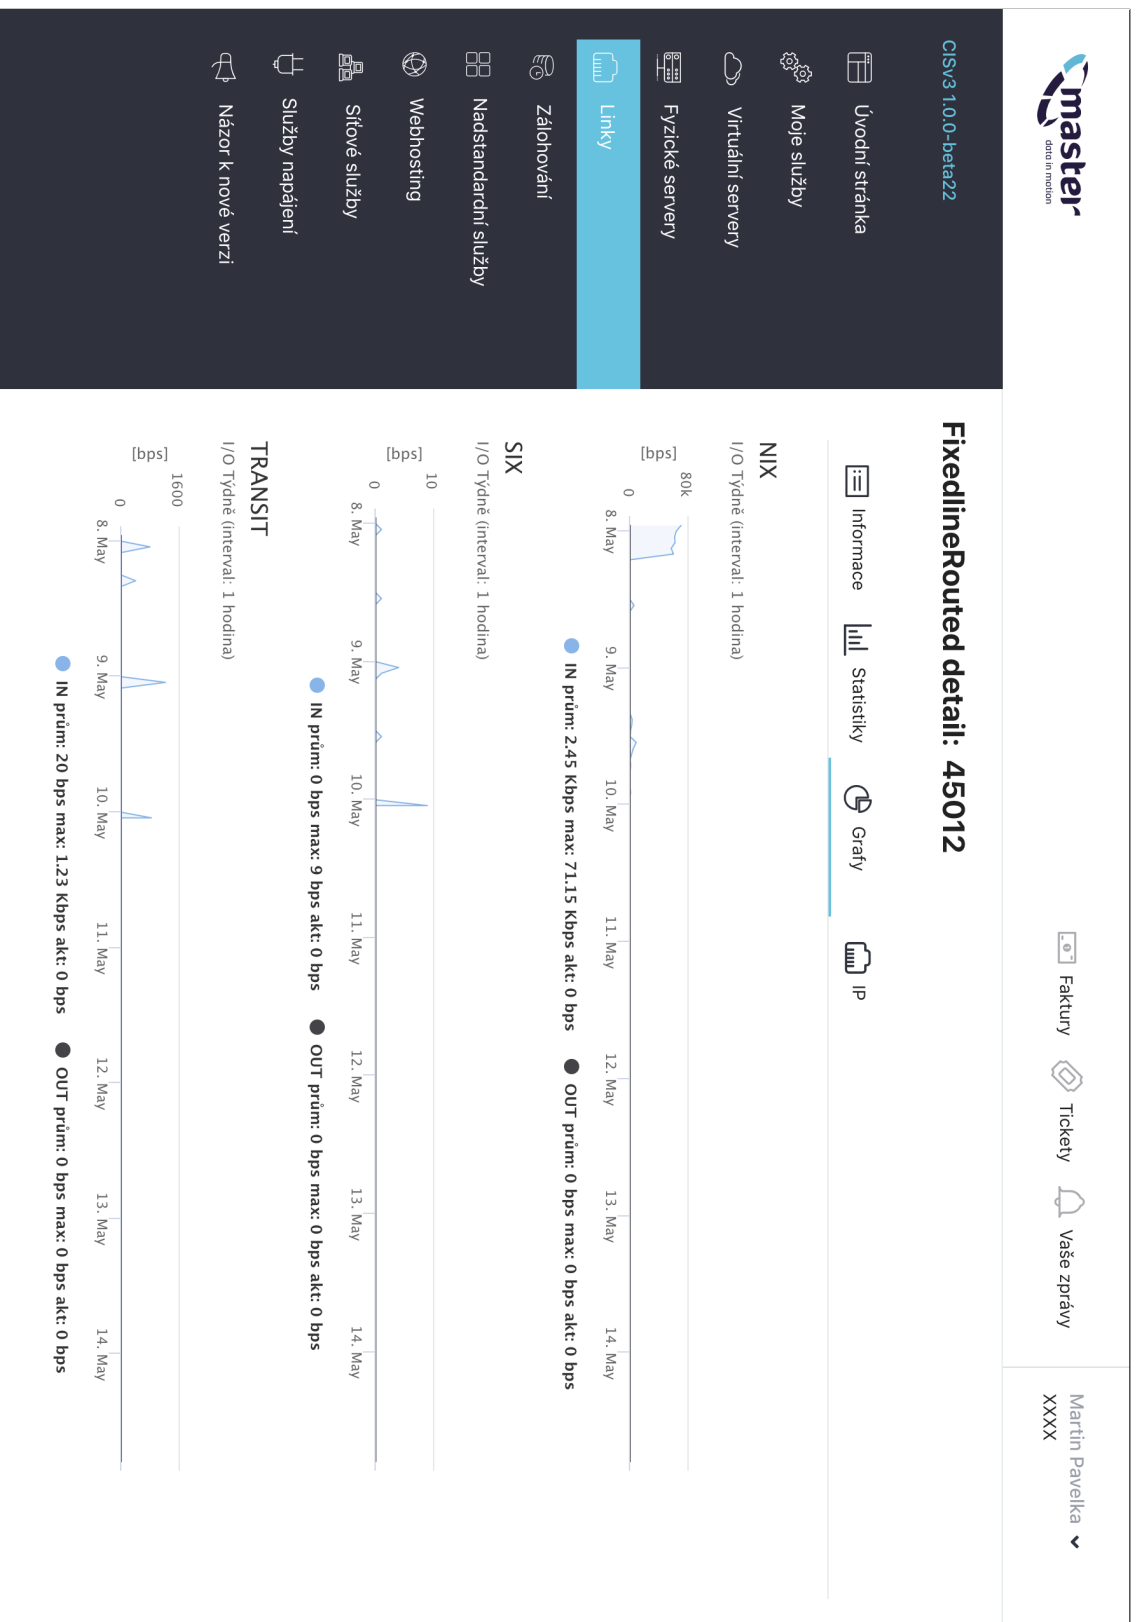 master
data in motion
Faktury
Tickety
Vaše zprávy
Martin Pavelka
XXXX
CISv3 1.0.0-beta22
Úvodní stránka
Moje služby
Virtuální servery
Fyzické servery
Linky
Zálohování
Nadstandardní služby
Webhosting
Síťové služby
Služby napájení
Názor k nové verzi
FixedlineRouted detail: 45012
Informace
Statistiky
Grafy
IP
NIX
I/O Týdně (interval: 1 hodina)
[bps]
80k
0
8. May 9. May 10. May 11. May 12. May 13. May 14. May
IN prům: 2.45 Kbps max: 71.15 Kbps akt: 0 bps OUT prům: 0 bps max: 0 bps akt: 0 bps
SIX
I/O Týdně (interval: 1 hodina)
[bps]
10
0
8. May 9. May 10. May 11. May 12. May 13. May 14. May
IN prům: 0 bps max: 9 bps akt: 0 bps OUT prům: 0 bps max: 0 bps akt: 0 bps
TRANSIT
I/O Týdně (interval: 1 hodina)
[bps]
1600
0
8. May 9. May 10. May 11. May 12. May 13. May 14. May
IN prům: 20 bps max: 1.23 Kbps akt: 0 bps OUT prům: 0 bps max: 0 bps akt: 0 bps